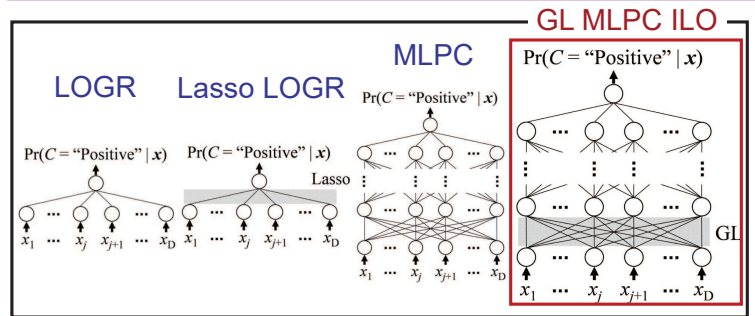 GL MLPC ILO
MLPC
LOGR
Lasso LOGR
Pr(C = “Positive” | x)
Pr(C = “Positive” | x)
Pr(C = “Positive” | x)
Pr(C = “Positive” | x)
Lasso
GL
x1 ··· xj xj+1 ··· xD
x1 ··· xj xj+1 ··· xD
x1 ··· xj xj+1 ··· xD
x1 ··· xj xj+1 ··· xD